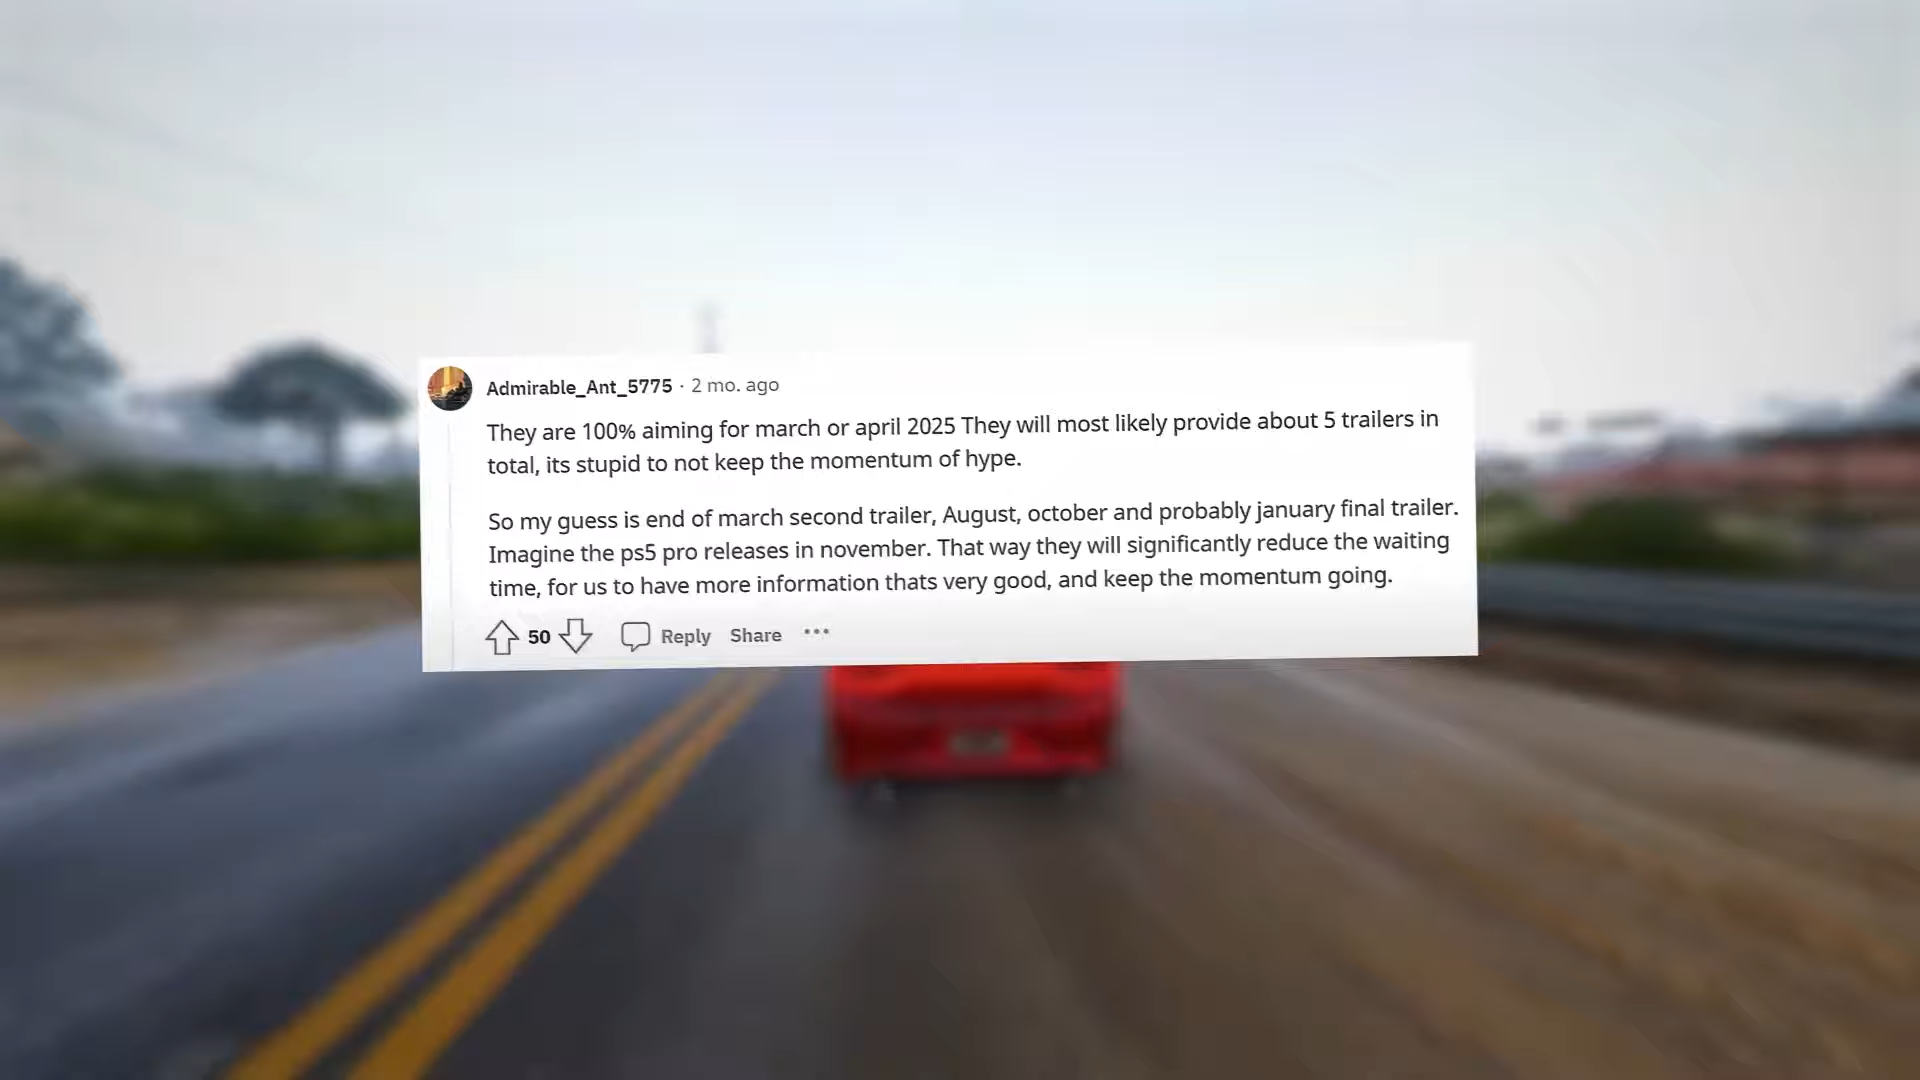 Admirable_Ant_5775 · 2 mo. ago
They are 100% aiming for march or april 2025 They will most likely provide about 5 trailers in
total, its stupid to not keep the momentum of hype.
So my guess is end of march second trailer, August, october and probably january final trailer.
Imagine the ps5 pro releases in november. That way they will significantly reduce the waiting
time, for us to have more information thats very good, and keep the momentum going.
50 Reply Share ···